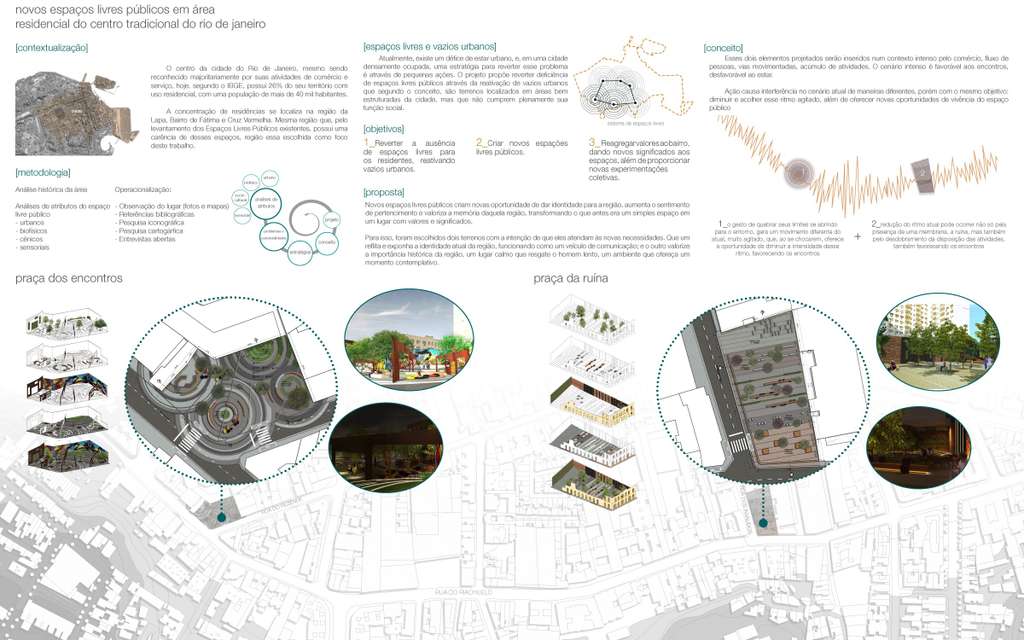 novos espaços livres públicos em área
residencial do centro tradicional do rio de janeiro
[contextualização]
O centro da cidade do Rio de Janeiro, mesmo sendo
reconhecido majoritariamente por suas atividades de comércio e
serviço, hoje, segundo o IBGE, possui 26% do seu território com
uso residencial, com uma população de mais de 40 mil habitantes.
A concentração de residências se localiza na região da
Lapa, Bairro de Fátima e Cruz Vermelha. Mesma região que, pelo
levantamento dos Espaços Livres Públicos existentes, possui uma
carência desses espaços, região essa escolhida como foco
deste trabalho.
[metodologia]
Análise histórica da área
Análises de atributos do espaço
livre público
- urbanos
- biofísicos
- cênicos
- sensoriais
Operacionalização:
- Observação do lugar (fotos e mapas)
- Referências bibliográficas
- Pesquisa iconográfica
- Pesquisa cartográfica
- Entrevistas abertas
análises de
atributos
estratégias
conceito
projeto
[espaços livres e vazios urbanos]
Atualmente, existe um déficit de estar urbano, e, em uma cidade
densamente ocupada, uma estratégia para reverter esse problema
é através de pequenas ações. O projeto propõe reverter deficiência
de espaços livres públicos através da reativação de vazios urbanos
que segundo o conceito, são terrenos localizados em áreas bem
estruturadas da cidade, mas que não cumprem plenamente sua
função social.
sistema de espaços livres
[objetivos]
1_Reverter a ausência
de espaços livres para
os residentes, reativando
vazios urbanos.
2_Criar novos espaços
livres públicos.
3_Reagregar valores ao bairro,
dando novos significados aos
espaços, além de proporcionar
novas experimentações
coletivas.
[proposta]
Novos espaços livres públicos criam novas oportunidade de dar identidade para a região, aumenta o sentimento
de pertencimento e valoriza a memória daquela região, transformando o que antes era um simples espaço em
um lugar com valores e significados.
Para isso, foram escolhidos dois terrenos com a intenção de que eles atendam às novas necessidades. Que um
reflita e exponha a identidade atual da região, funcionando como um veículo de comunicação; e o outro valorize
a importância histórica da região, um lugar calmo que resgate o homem lento, um ambiente que ofereça um
momento contemplativo.
[conceito]
Esses dois elementos projetados serão inseridos num contexto intenso pelo comércio, fluxo de
pessoas, vias movimentadas, acúmulo de atividades. O cenário intenso é favorável aos encontros,
desfavorável ao estar.
Ação causa interferência no cenário atual de maneiras diferentes, porém com o mesmo objetivo:
diminuir e acolher esse ritmo agitado, além de oferecer novas oportunidades de vivência do espaço
público
1
2
1_o gesto de quebrar seus limites se abrindo
para o entorno, gera um movimento diferente do
atual, muito agitado, que, ao se chocarem, oferece
a oportunidade de diminuir a intensidade desse
ritmo, favorecendo os encontros
+
2_redução do ritmo atual pode ocorrer não só pela
presença de uma membrana, a ruína, mas também
pelo desdobramento da disposição das atividades,
também favorecendo os encontros
praça dos encontros
praça da ruína
RUA DO RIACHUELO